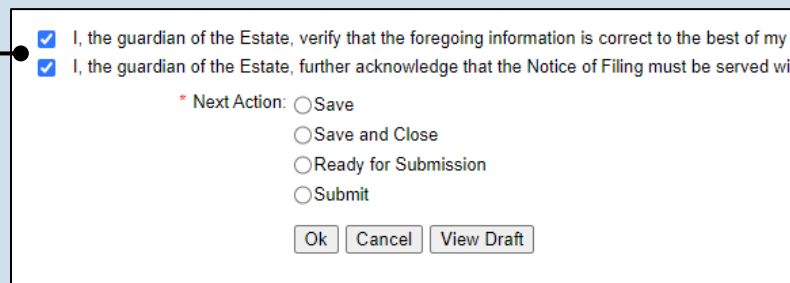 I, the guardian of the Estate, verify that the foregoing information is correct to the best of my
I, the guardian of the Estate, further acknowledge that the Notice of Filing must be served wi
* Next Action: Save
Save and Close
Ready for Submission
Submit
Ok Cancel View Draft